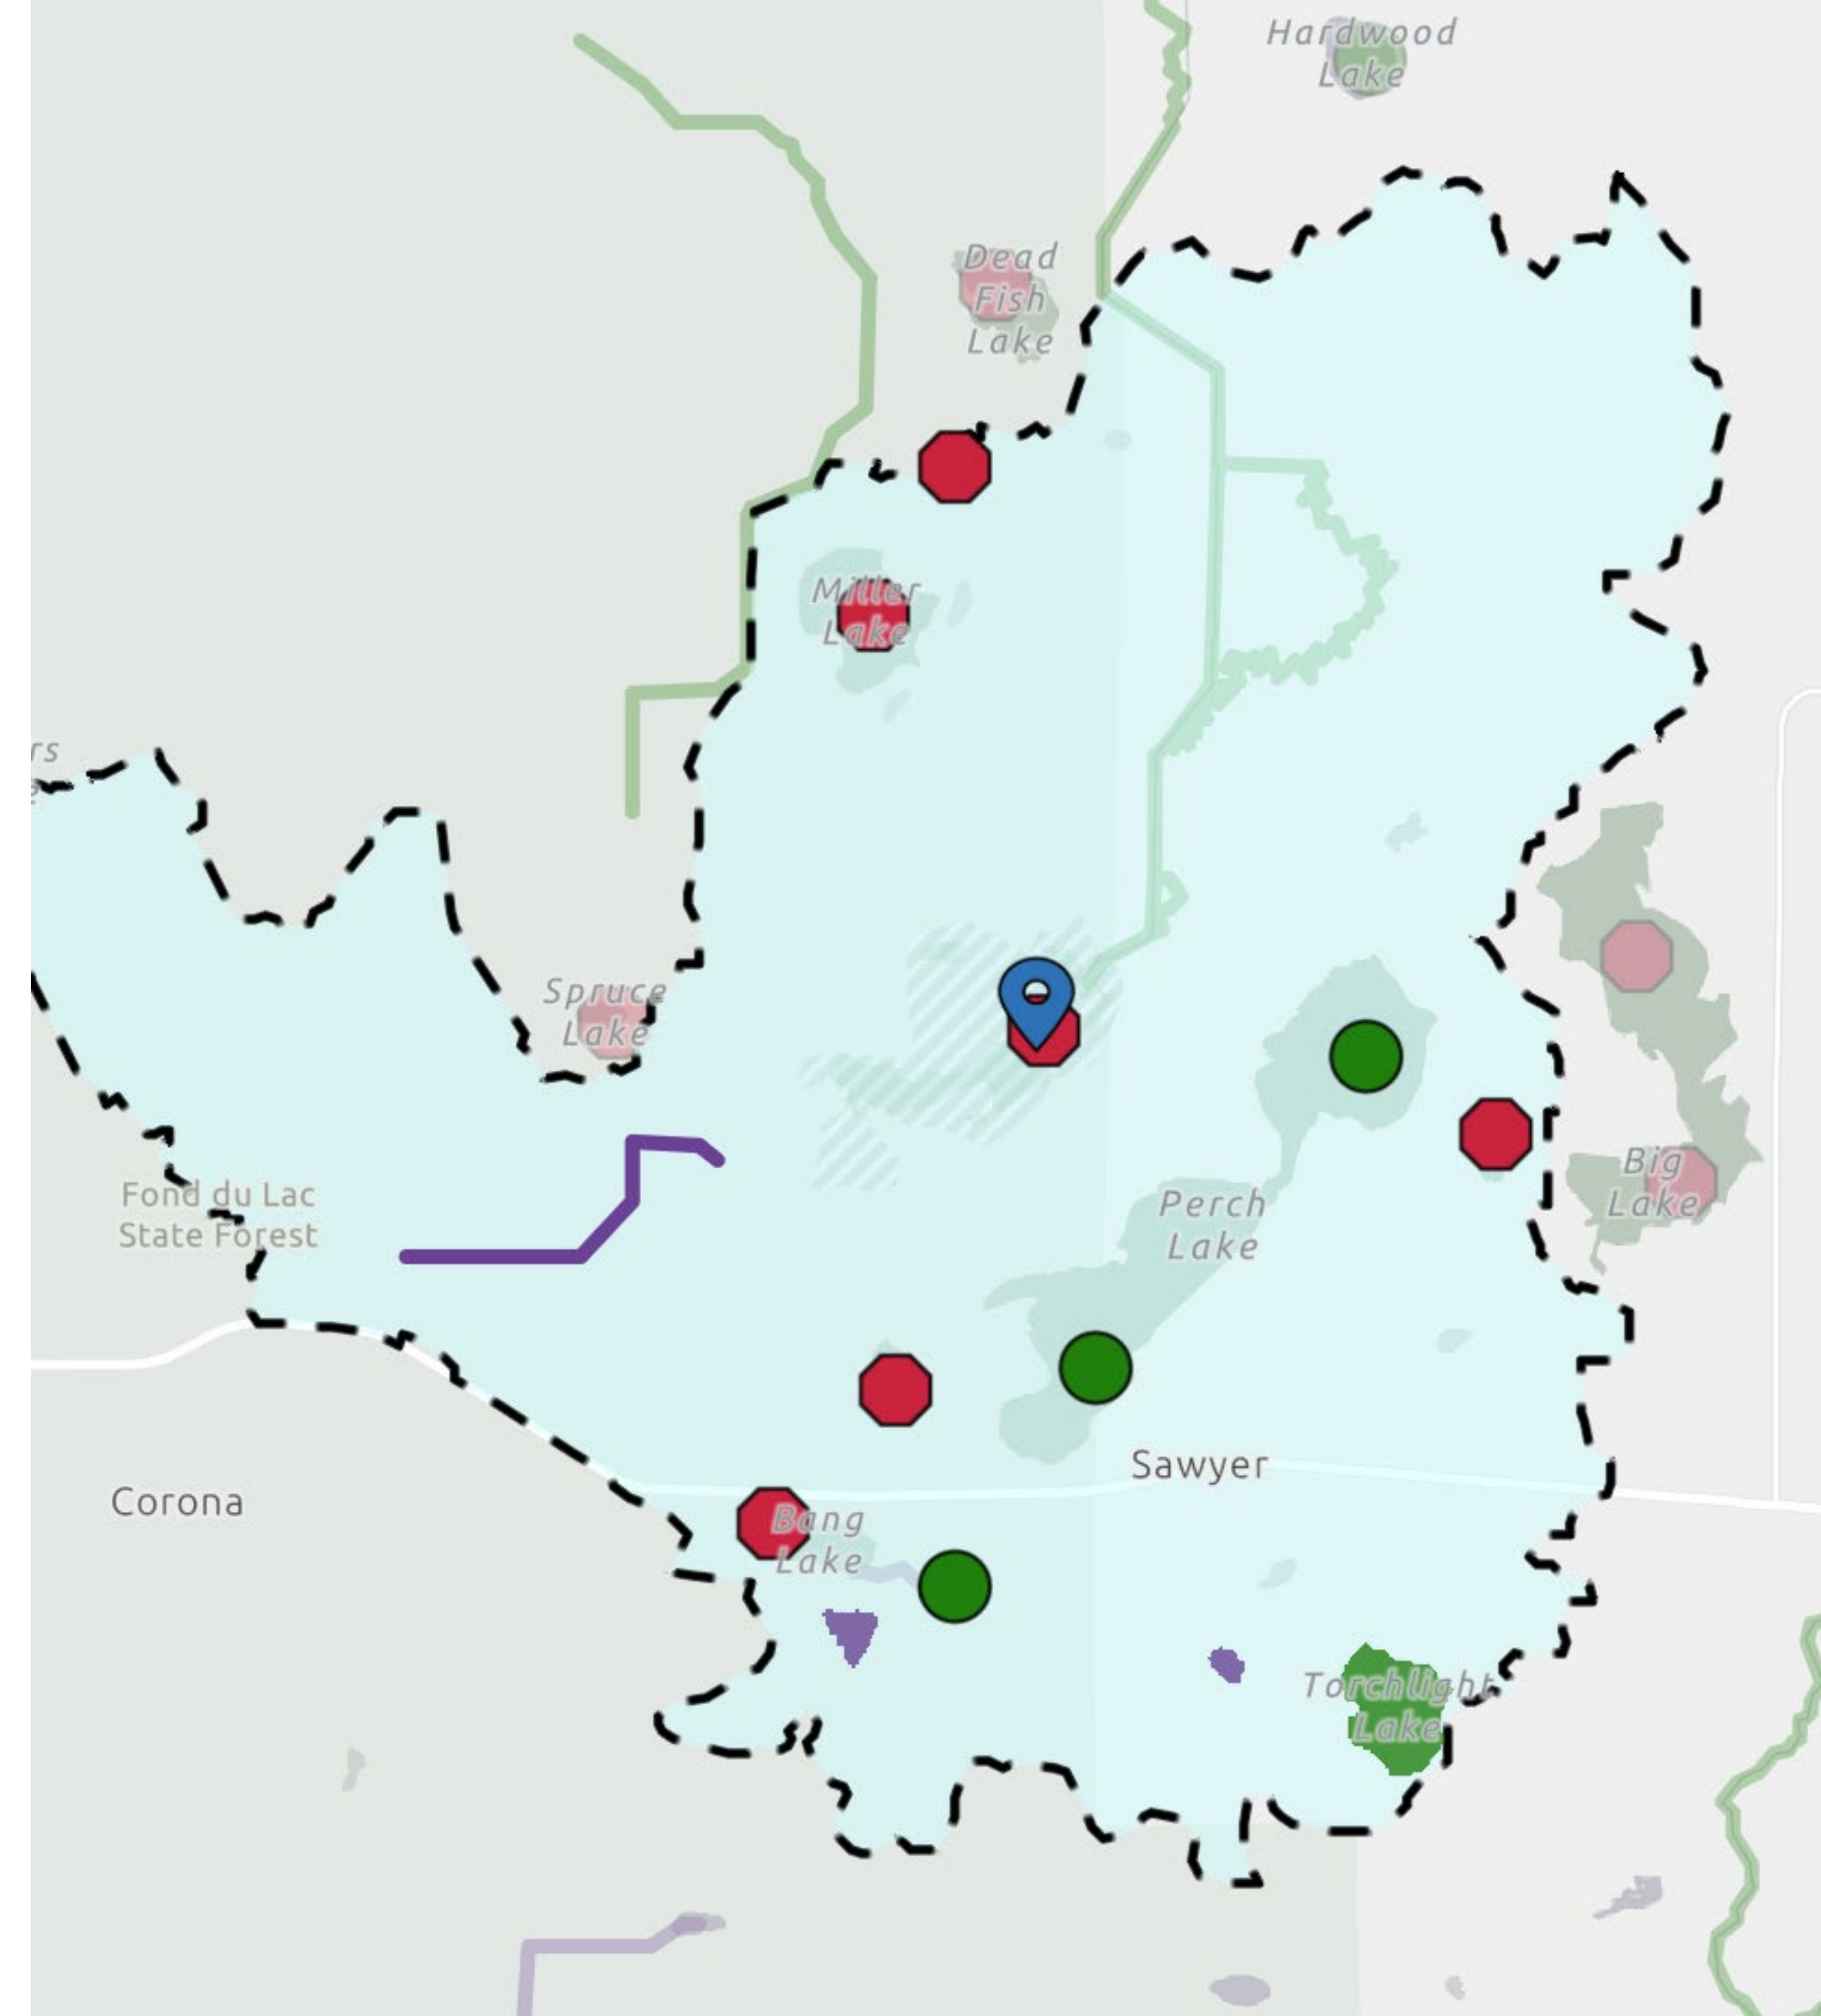 Hardwood
Lake
Dead
Fish
Lake
Miller
Lake
rs
Spruce
Lake
Fond du Lac
State Forest
Big
Lake
Perch
Lake
Sawyer
Corona
Bang
Lake
Torchlight
Lake